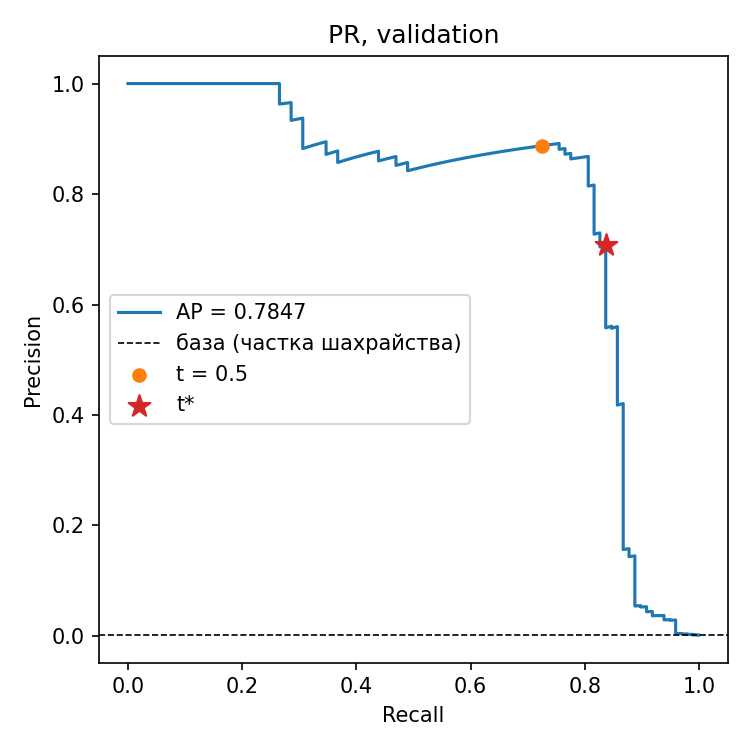 PR, validation
1.0
0.8
0.6
0.4
0.2
0.0
Precision
AP = 0.7847
база (частка шахрайства)
t = 0.5
t*
0.0 0.2 0.4 0.6 0.8 1.0
Recall